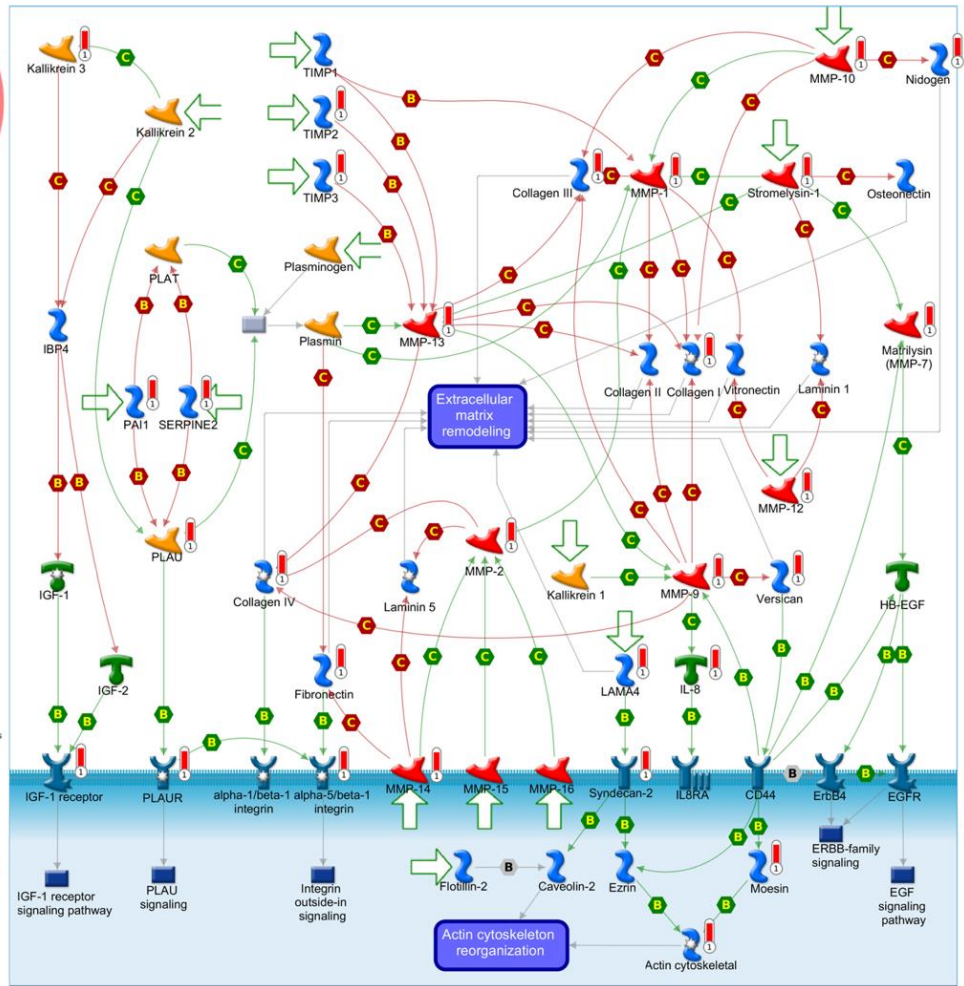 Kallikrein 3
TIMP1
MMP-10
Nidogen
Kallikrein 2
TIMP2
TIMP3
Collagen III
MMP-1
Stromelysin-1
Osteonectin
PLAT
Plasminogen
IBP4
Plasmin
MMP-13
Matrilysin
(MMP-7)
Collagen II
Collagen I
Vitronectin
Laminin 1
PAI1
SERPINE2
Extracellular
matrix
remodeling
MMP-12
PLAU
MMP-2
IGF-1
Collagen IV
Laminin 5
Kallikrein 1
MMP-9
Versican
HB-EGF
IGF-2
Fibronectin
LAMA4
IL-8
IGF-1 receptor
PLAUR
alpha-1/beta-1
integrin
alpha-5/beta-1
integrin
MMP-14
MMP-15
MMP-16
Syndecan-2
IL8RA
CD44
ErbB4
EGFR
ERBB-family
signaling
IGF-1 receptor
signaling pathway
PLAU
signaling
Integrin
outside-in
signaling
Flotillin-2
Caveolin-2
Ezrin
Moesin
EGF
signaling
pathway
Actin cytoskeleton
reorganization
Actin cytoskeletal